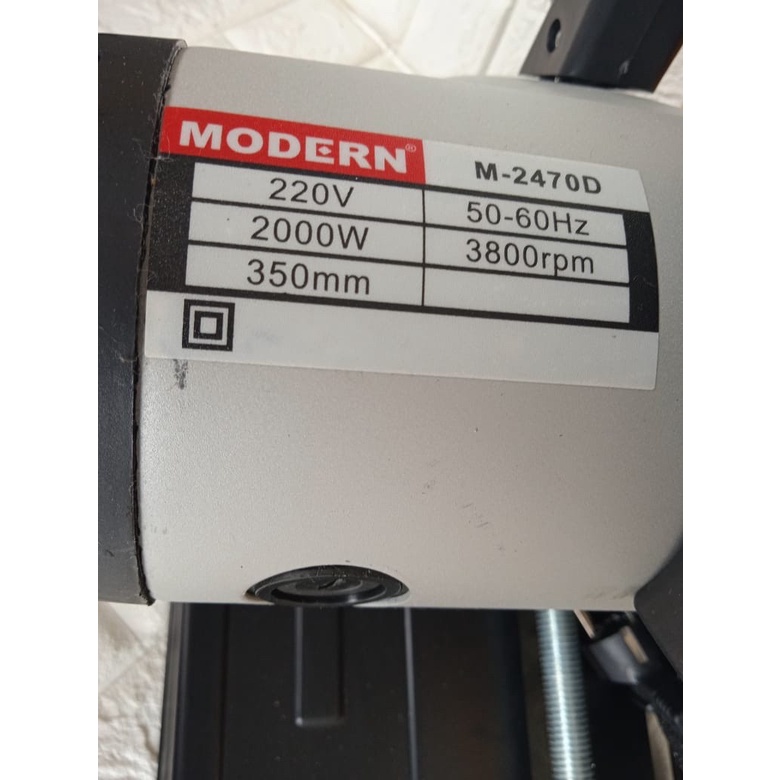 MODERN® M-2470D
220V 50-60Hz
2000W 3800rpm
350mm